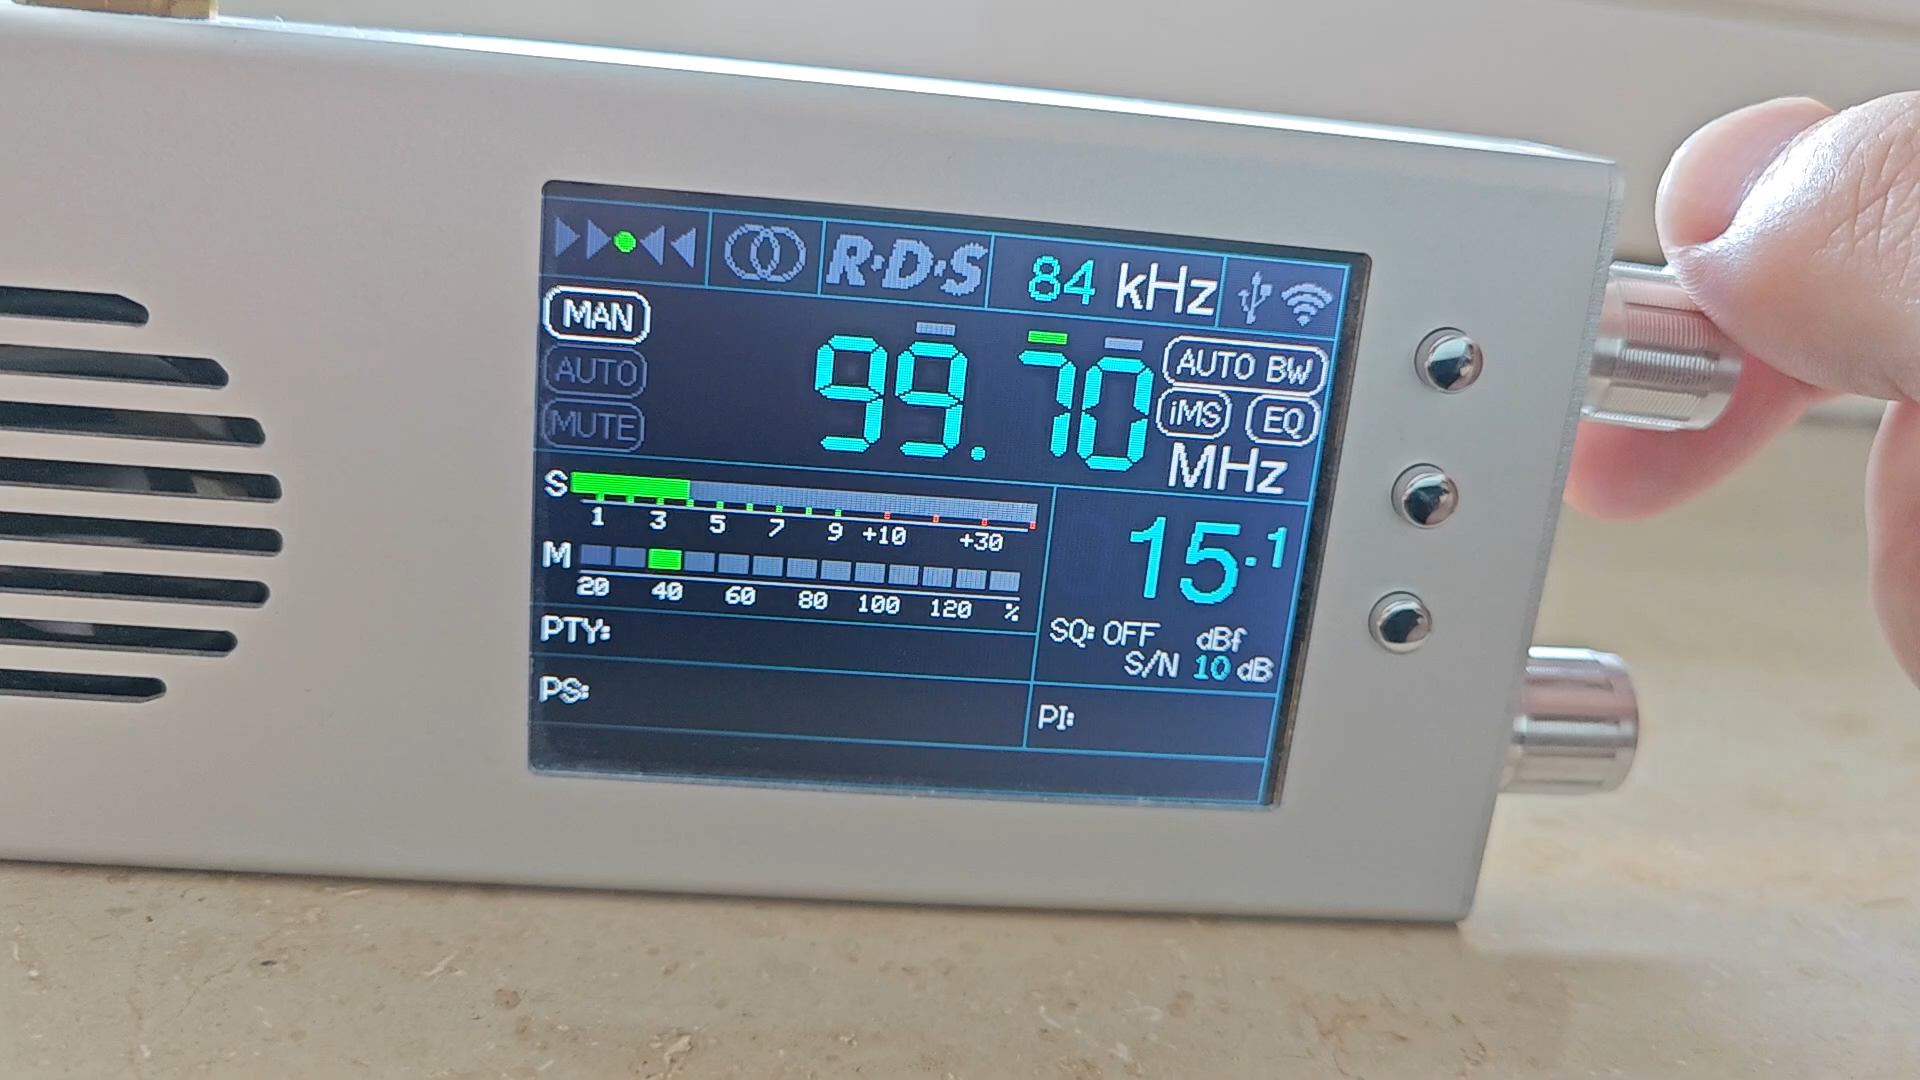 R·D·S 84 kHz
MAN
AUTO
MUTE
99.70 MHz
AUTO BW
iMS EQ
S
1 3 5 7 9 +10 +30
M
20 40 60 80 100 120 %
15.1
SQ: OFF dBf
S/N 10 dB
PTY:
PS:
PI: